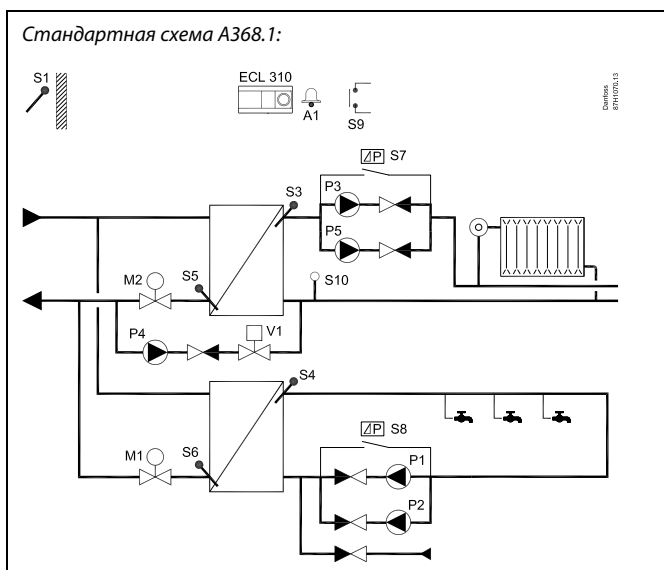 Стандартная схема A368.1:
S1
ECL 310
A1
S9
Danfoss
87H1070.13
⊿P S7
S3
P3
P5
M2
S5
S10
P4
V1
S4
⊿P S8
M1
S6
P1
P2